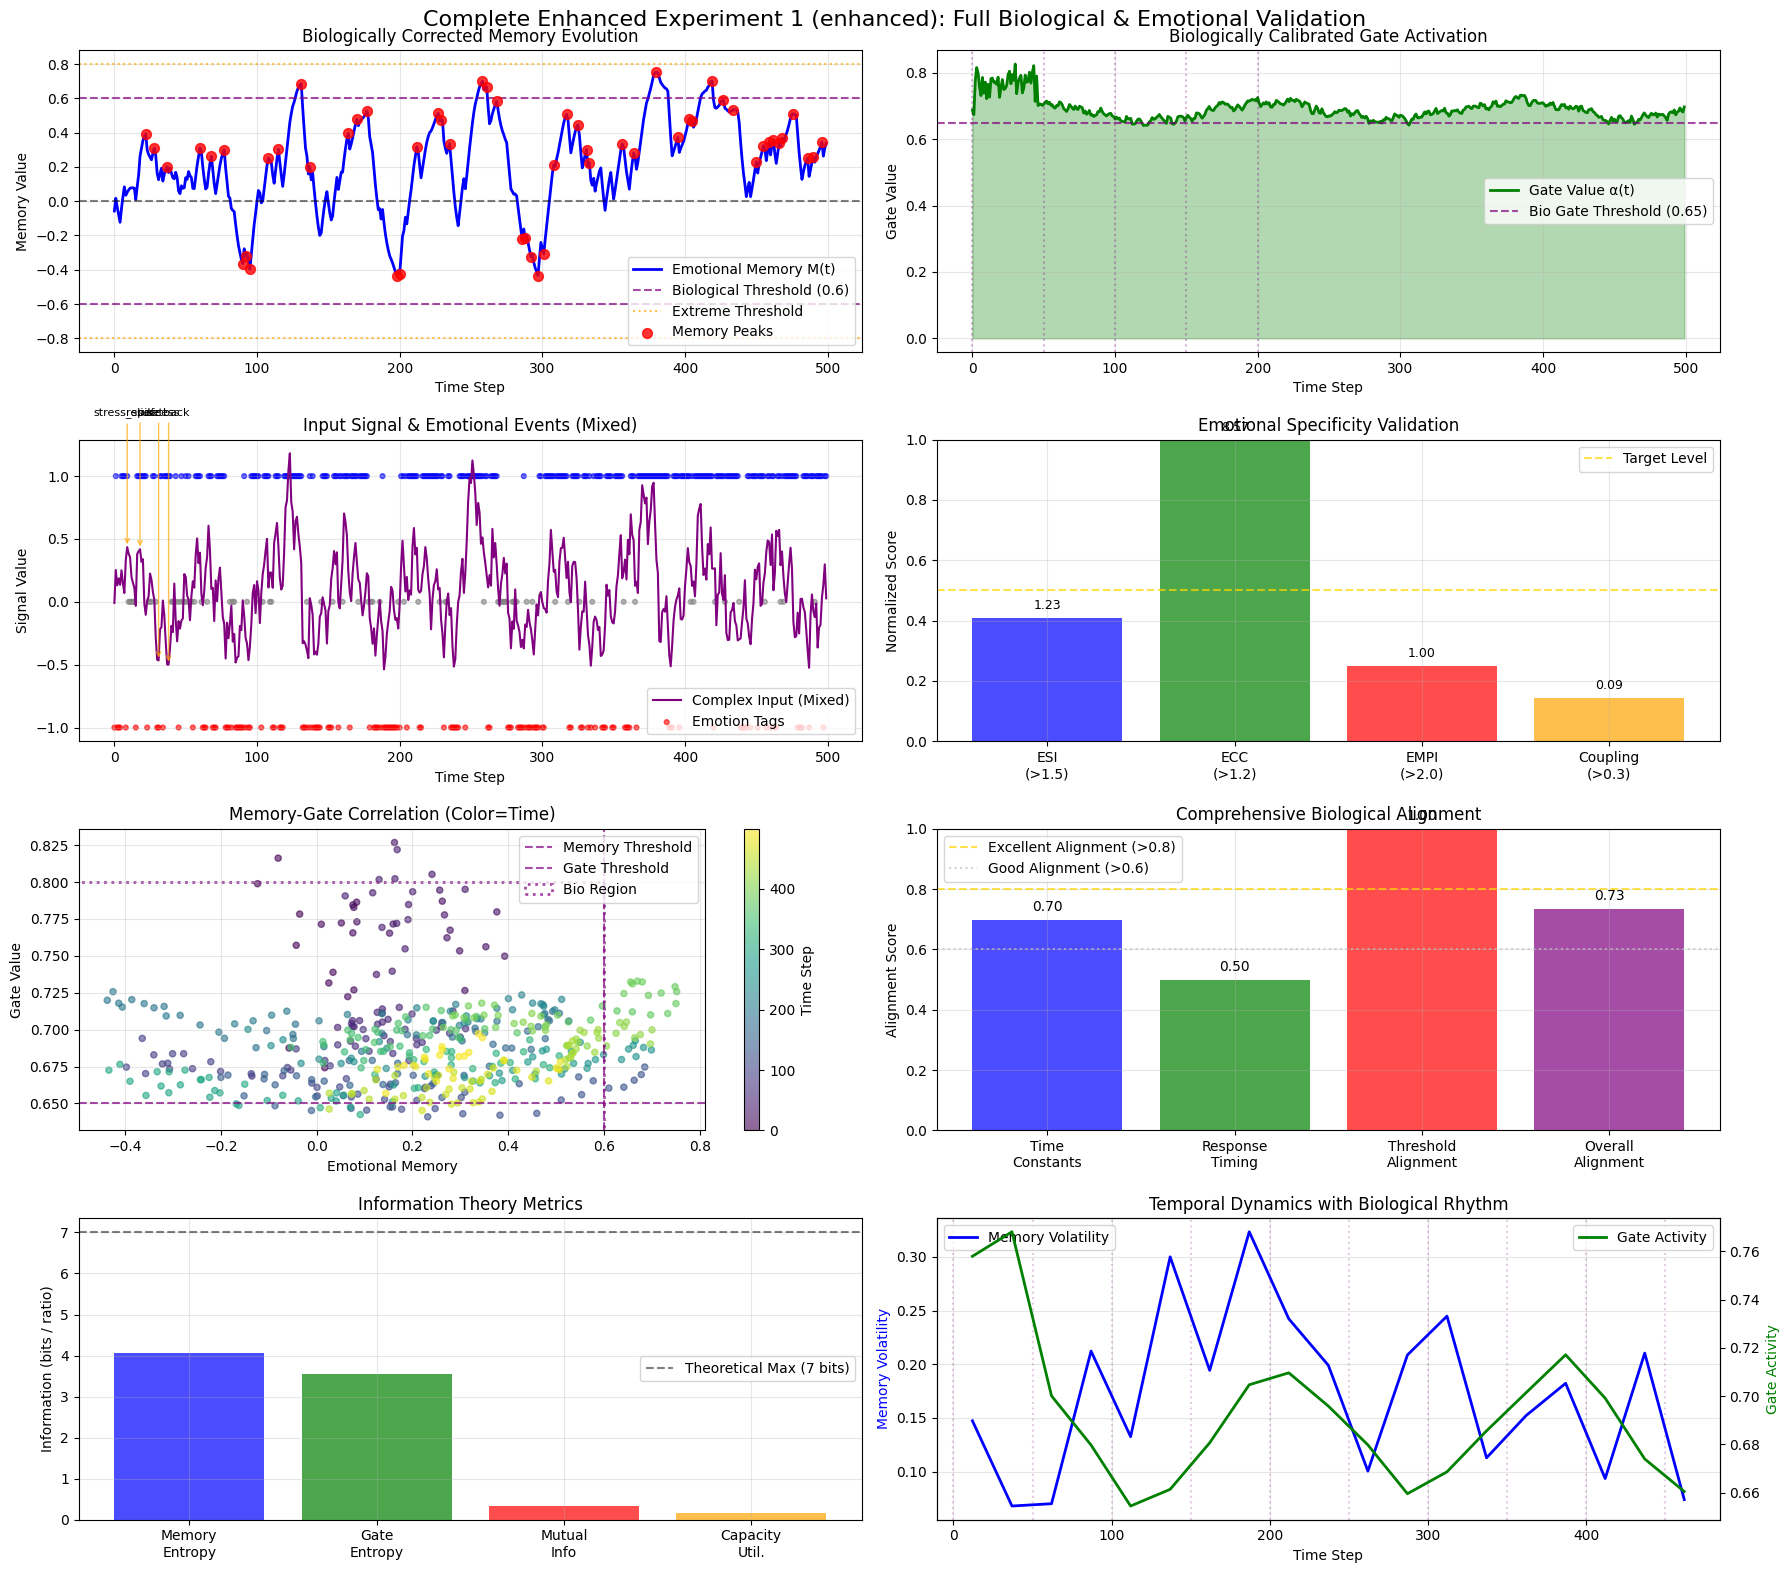 Complete Enhanced Experiment 1 (enhanced): Full Biological & Emotional Validation
Biologically Corrected Memory Evolution
Memory Value
0.8
0.6
0.4
0.2
0.0
−0.2
−0.4
−0.6
−0.8
Emotional Memory M(t)
Biological Threshold (0.6)
Extreme Threshold
Memory Peaks
0 100 200 300 400 500
Time Step
Biologically Calibrated Gate Activation
Gate Value
0.8
0.6
0.4
0.2
0.0
Gate Value α(t)
Bio Gate Threshold (0.65)
0 100 200 300 400 500
Time Step
Input Signal & Emotional Events (Mixed)
Signal Value
1.0
0.5
0.0
−0.5
−1.0
Complex Input (Mixed)
Emotion Tags
0 100 200 300 400 500
Time Step
Emotional Specificity Validation
Normalized Score
1.0
0.8
0.6
0.4
0.2
0.0
Target Level
1.23
1.00
0.09
ESI
(>1.5)
ECC
(>1.2)
EMPI
(>2.0)
Coupling
(>0.3)
Memory-Gate Correlation (Color=Time)
Gate Value
0.825
0.800
0.775
0.750
0.725
0.700
0.675
0.650
Memory Threshold
Gate Threshold
Bio Region
−0.4 −0.2 0.0 0.2 0.4 0.6 0.8
Emotional Memory
400
300
200
100
0
Time Step
Comprehensive Biological Alignment
Alignment Score
1.0
0.8
0.6
0.4
0.2
0.0
Excellent Alignment (>0.8)
Good Alignment (>0.6)
0.70
0.50
1.00
0.73
Time
Constants
Response
Timing
Threshold
Alignment
Overall
Alignment
Information Theory Metrics
Information (bits / ratio)
7
6
5
4
3
2
1
0
Theoretical Max (7 bits)
Memory
Entropy
Gate
Entropy
Mutual
Info
Capacity
Util.
Temporal Dynamics with Biological Rhythm
Memory Volatility
0.30
0.25
0.20
0.15
0.10
Memory Volatility
Gate Activity
0.76
0.74
0.72
0.70
0.68
0.66
Gate Activity
0 100 200 300 400
Time Step